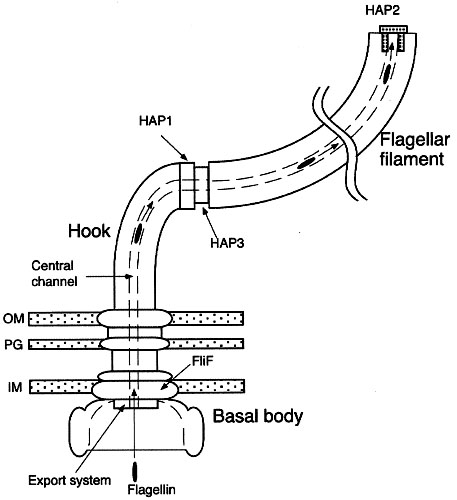 HAP2
HAP1
Flagellar
filament
Hook
HAP3
Central
channel
OM
PG
FliF
IM
Basal body
Export system
Flagellin